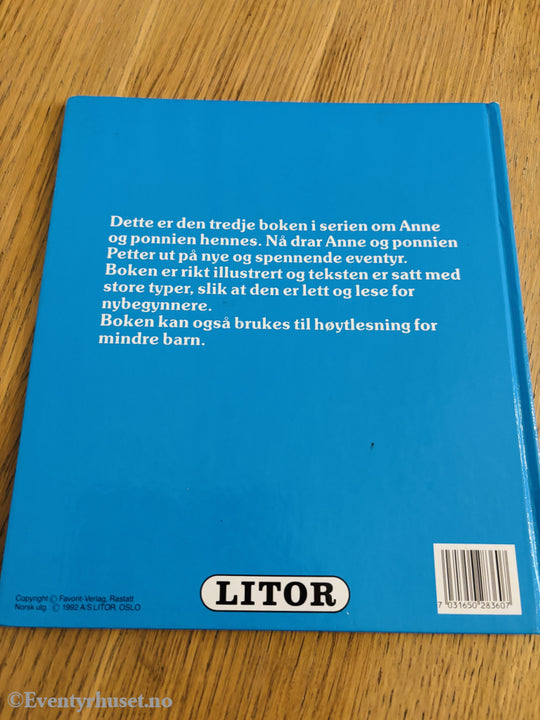 Dette er den tredje boken i serien om Anne
og ponnien hennes. Nå drar Anne og ponnien
Petter ut på nye og spennende eventyr.
Boken er rikt illustrert og teksten er satt med
store typer, slik at den er lett og lese for
nybegynnere.
Boken kan også brukes til høytlesning for
mindre barn.
Copyright © Favorit-Verlag, Rastatt
Norsk utg. © 1992 A/S LITOR, OSLO
LITOR
7 031650 283607
©Eventyrhuset.no